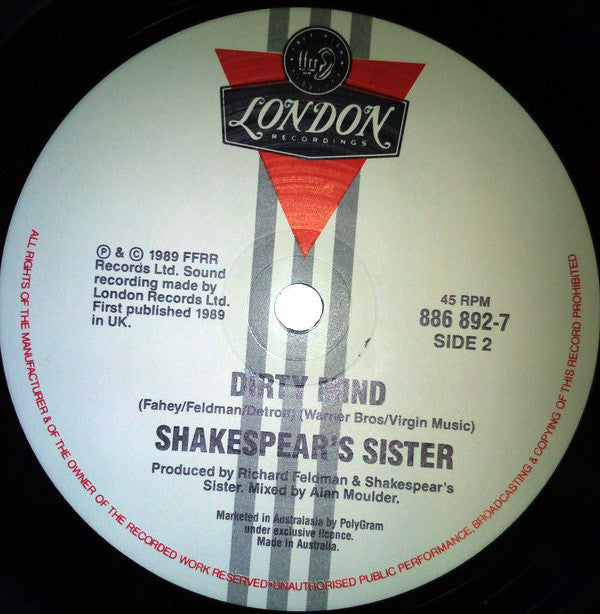 ffrr
LONDON
RECORDINGS
℗ & © 1989 FFRR
Records Ltd. Sound
recording made by
London Records Ltd.
First published 1989
in UK.
45 RPM
886 892-7
SIDE 2
DIRTY MIND
(Fahey/Feldman/Detroit) (Warner Bros/Virgin Music)
SHAKESPEAR'S SISTER
Produced by Richard Feldman & Shakespear's
Sister. Mixed by Alan Moulder.
Marketed in Australasia by PolyGram
under exclusive licence.
Made in Australia.
ALL RIGHTS OF THE MANUFACTURER & OF THE OWNER OF THE RECORDED WORK RESERVED•UNAUTHORISED PUBLIC PERFORMANCE, BROADCASTING & COPYING OF THIS RECORD PROHIBITED